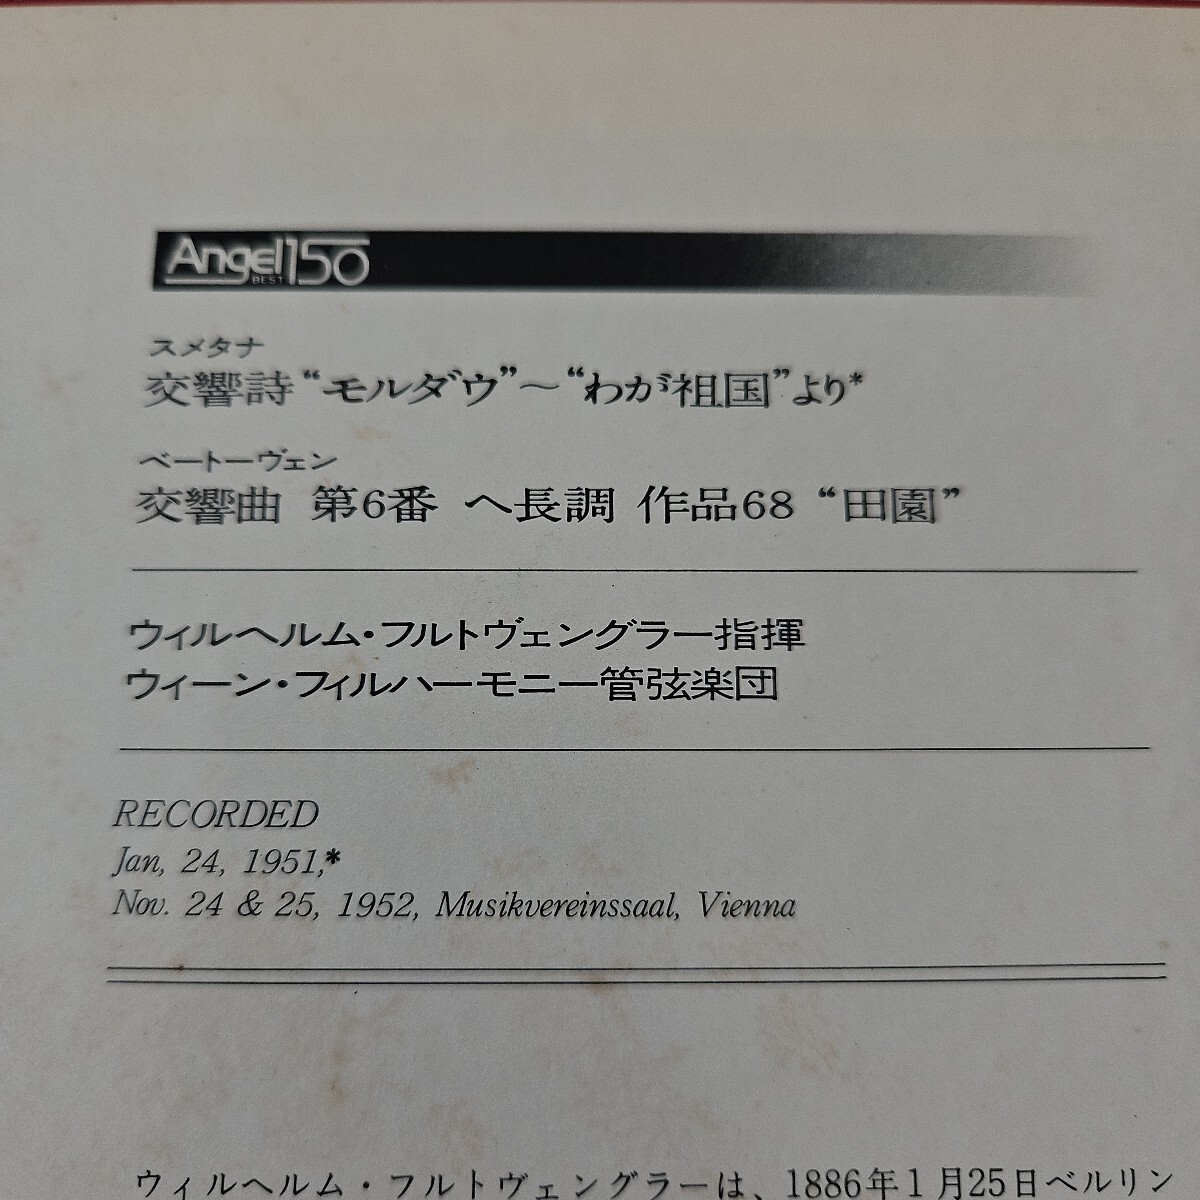 Angel BEST 150
スメタナ
交響詩“モルダウ”～“わが祖国”より*
ベートーヴェン
交響曲 第6番 ヘ長調 作品68 “田園”
ウィルヘルム・フルトヴェングラー指揮
ウィーン・フィルハーモニー管弦楽団
RECORDED
Jan, 24, 1951,*
Nov. 24 & 25, 1952, Musikvereinssaal, Vienna
ウィルヘルム・フルトヴェングラーは、1886年1月25日ベルリン